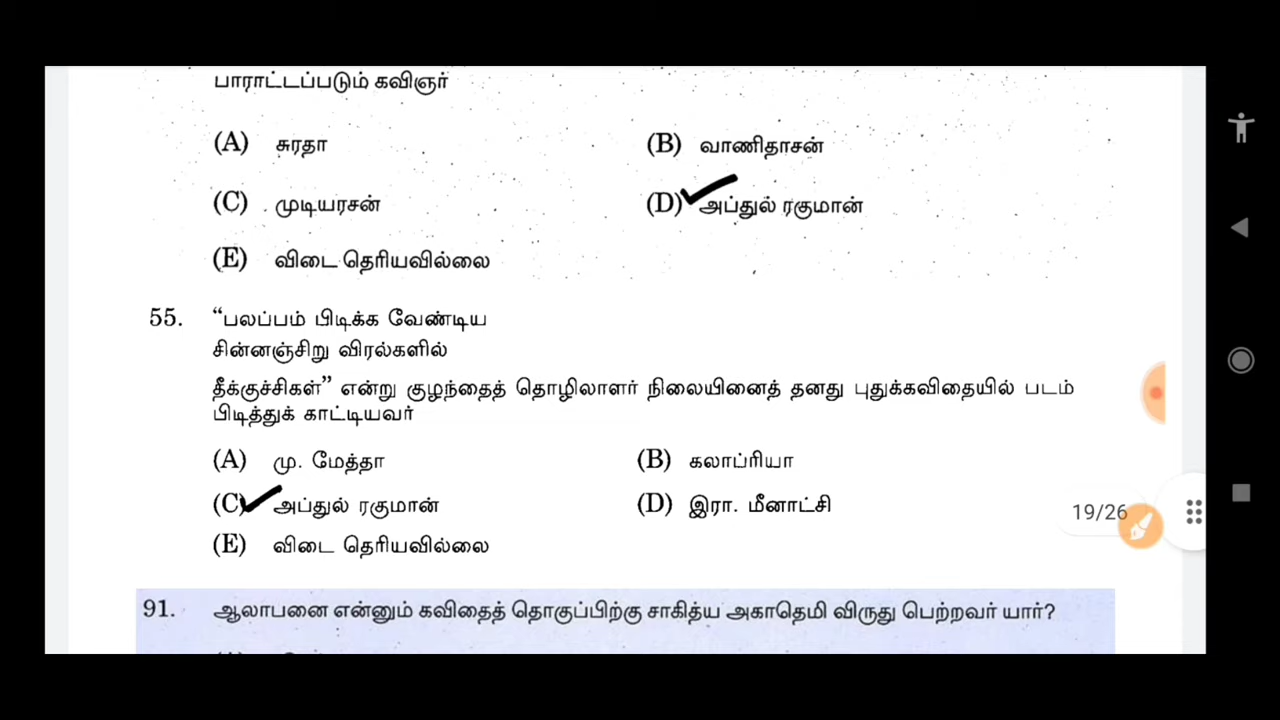 பாராட்டப்படும் கவிஞர்
(A) சுரதா (B) வாணிதாசன்
(C) முடியரசன் (D) அப்துல் ரகுமான்
(E) விடை தெரியவில்லை
55. “பலப்பம் பிடிக்க வேண்டிய
சின்னஞ்சிறு விரல்களில்
தீக்குச்சிகள்” என்று குழந்தைத் தொழிலாளர் நிலையினைத் தனது புதுக்கவிதையில் படம்
பிடித்துக் காட்டியவர்
(A) மு. மேத்தா (B) கலாப்ரியா
(C) அப்துல் ரகுமான் (D) இரா. மீனாட்சி
19/26
(E) விடை தெரியவில்லை
91. ஆலாபனை என்னும் கவிதைத் தொகுப்பிற்கு சாகித்ய அகாதெமி விருது பெற்றவர் யார்?